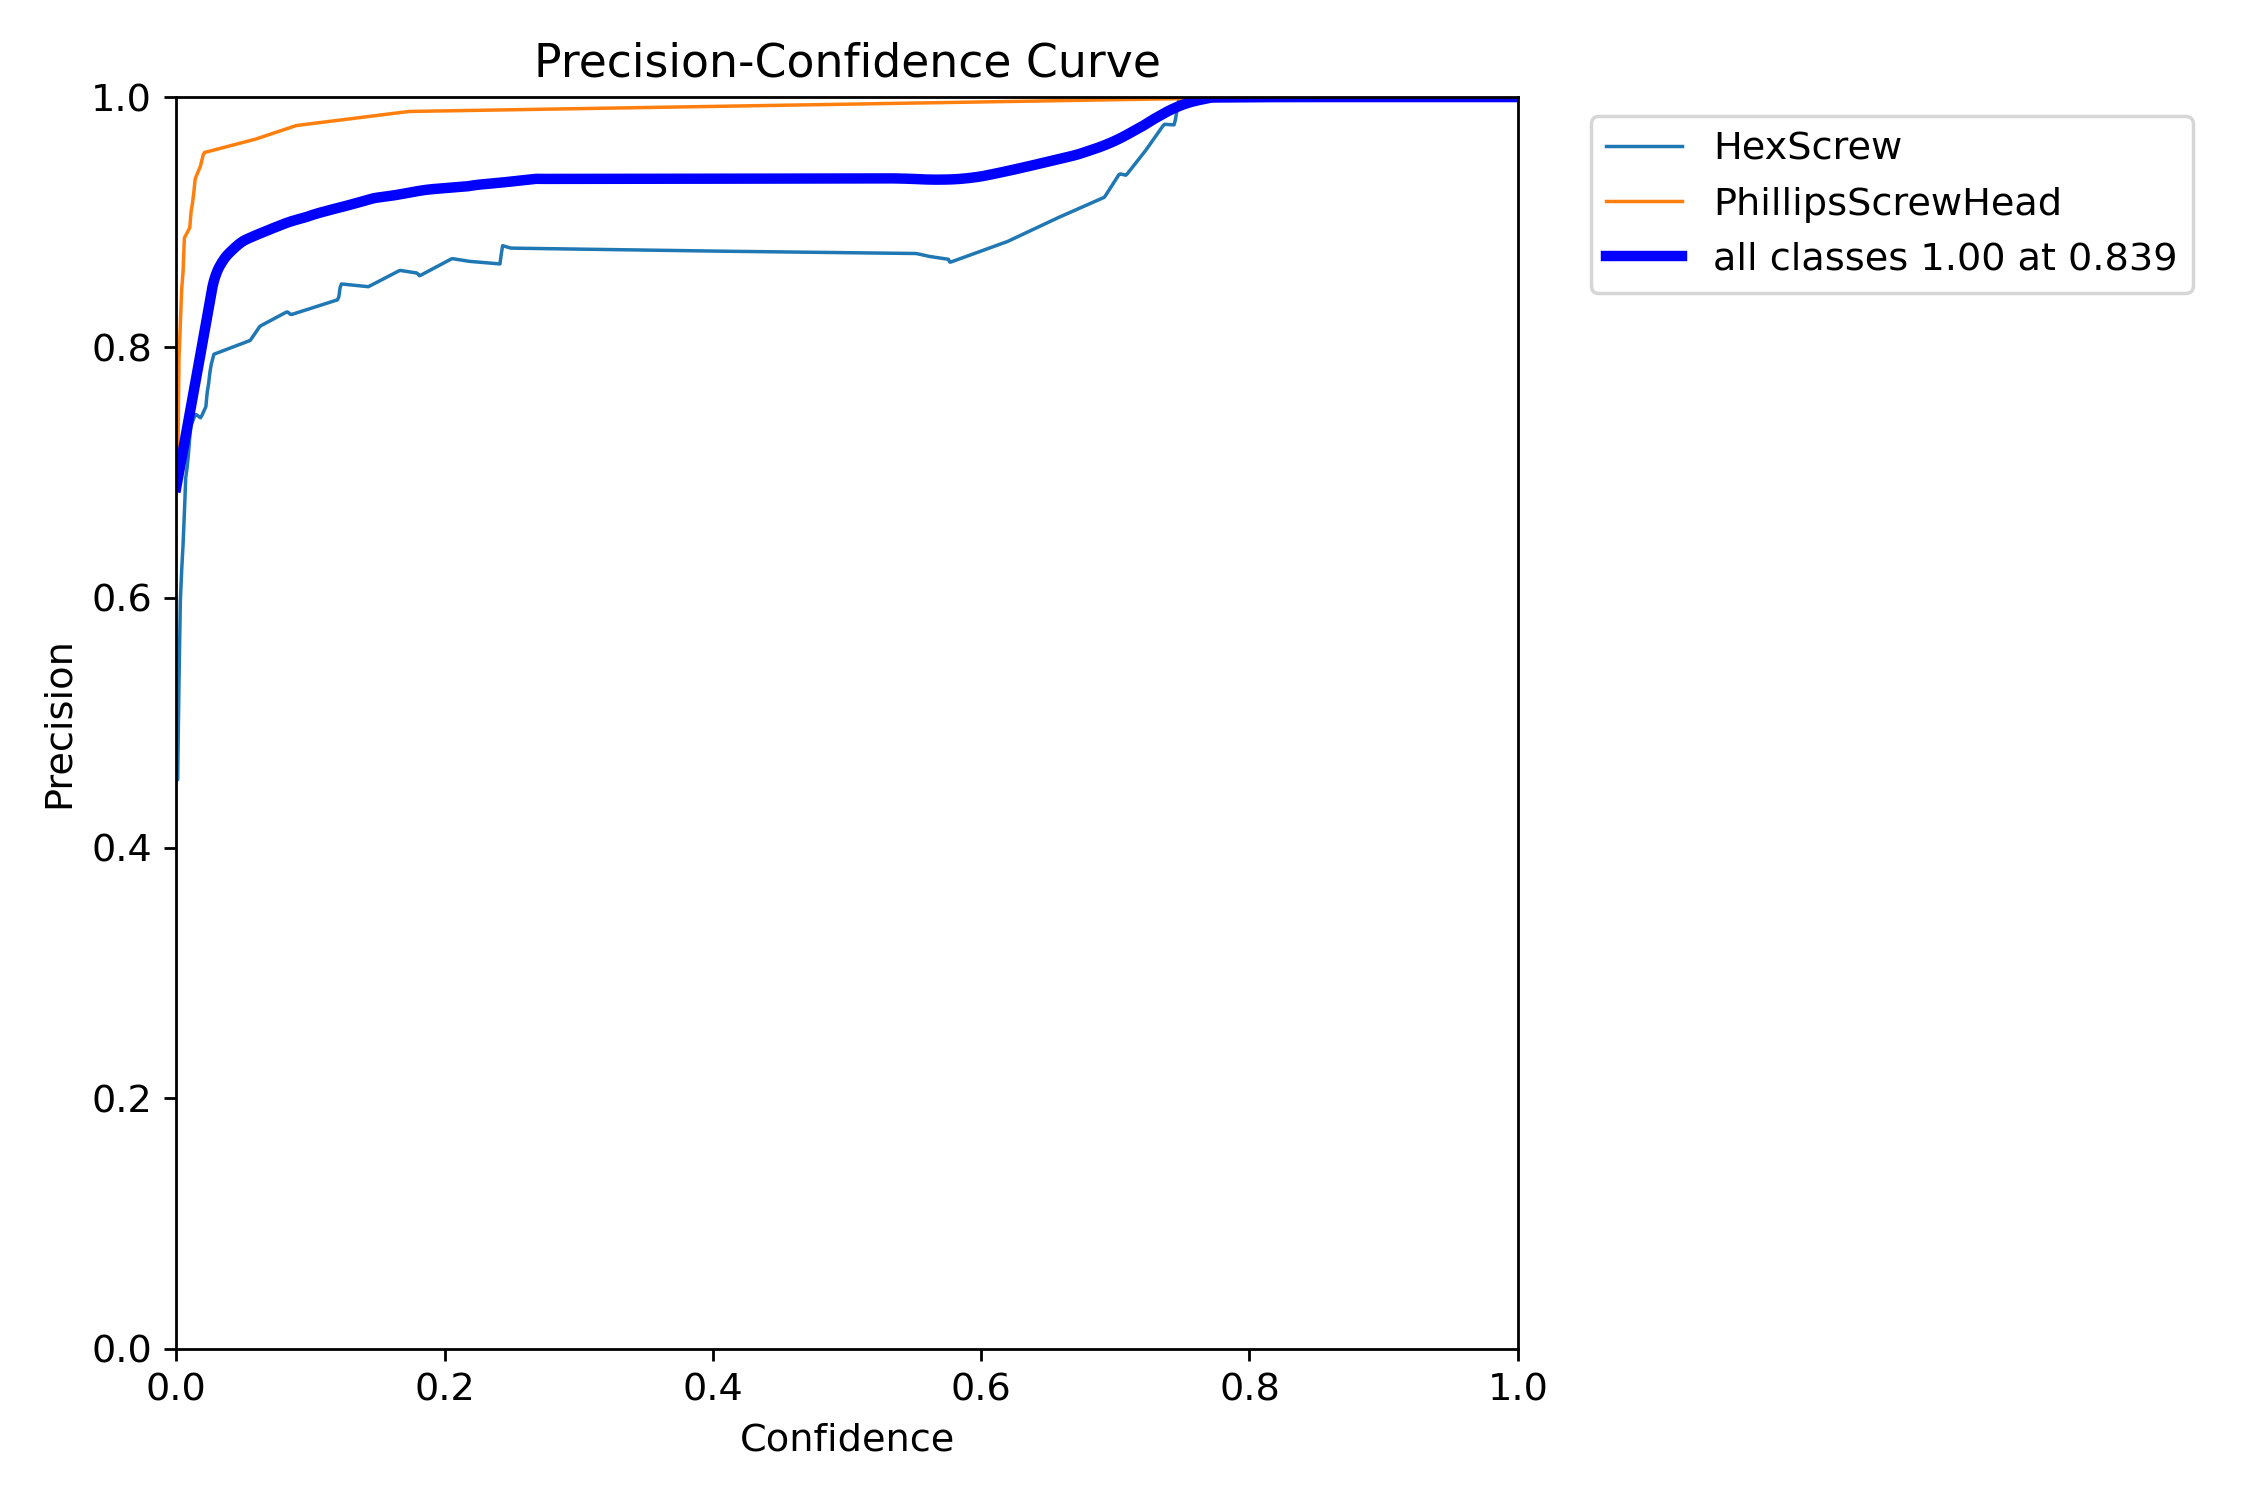 Precision-Confidence Curve
1.0
0.8
0.6
0.4
0.2
0.0
Precision
0.0 0.2 0.4 0.6 0.8 1.0
Confidence
HexScrew
PhillipsScrewHead
all classes 1.00 at 0.839